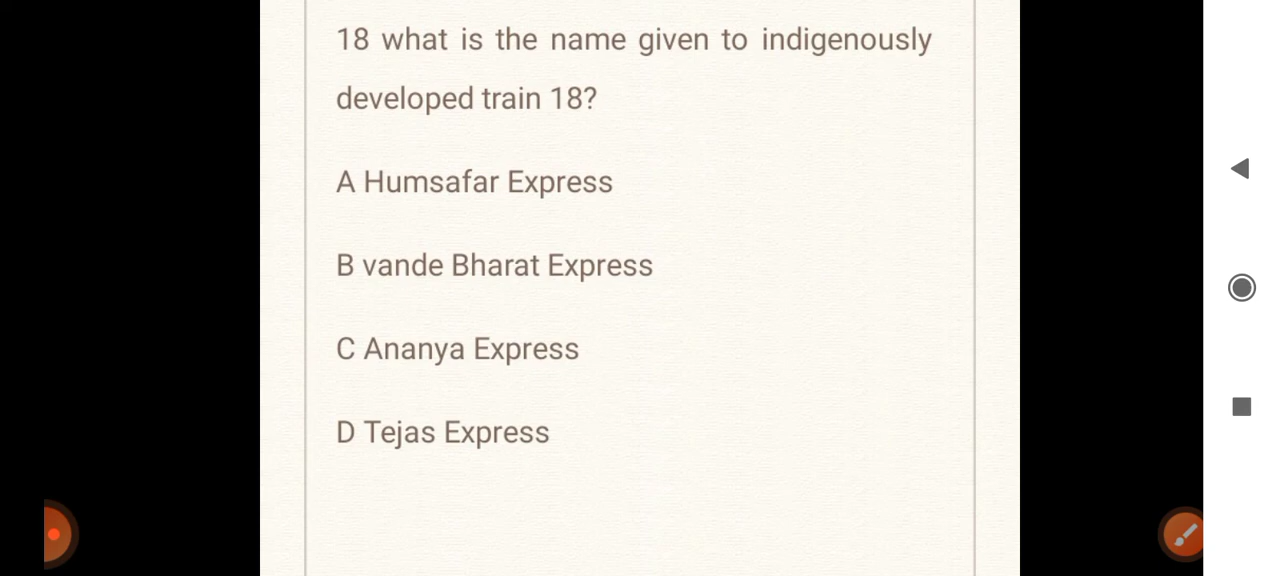 18 what is the name given to indigenously
developed train 18?
A Humsafar Express
B vande Bharat Express
C Ananya Express
D Tejas Express